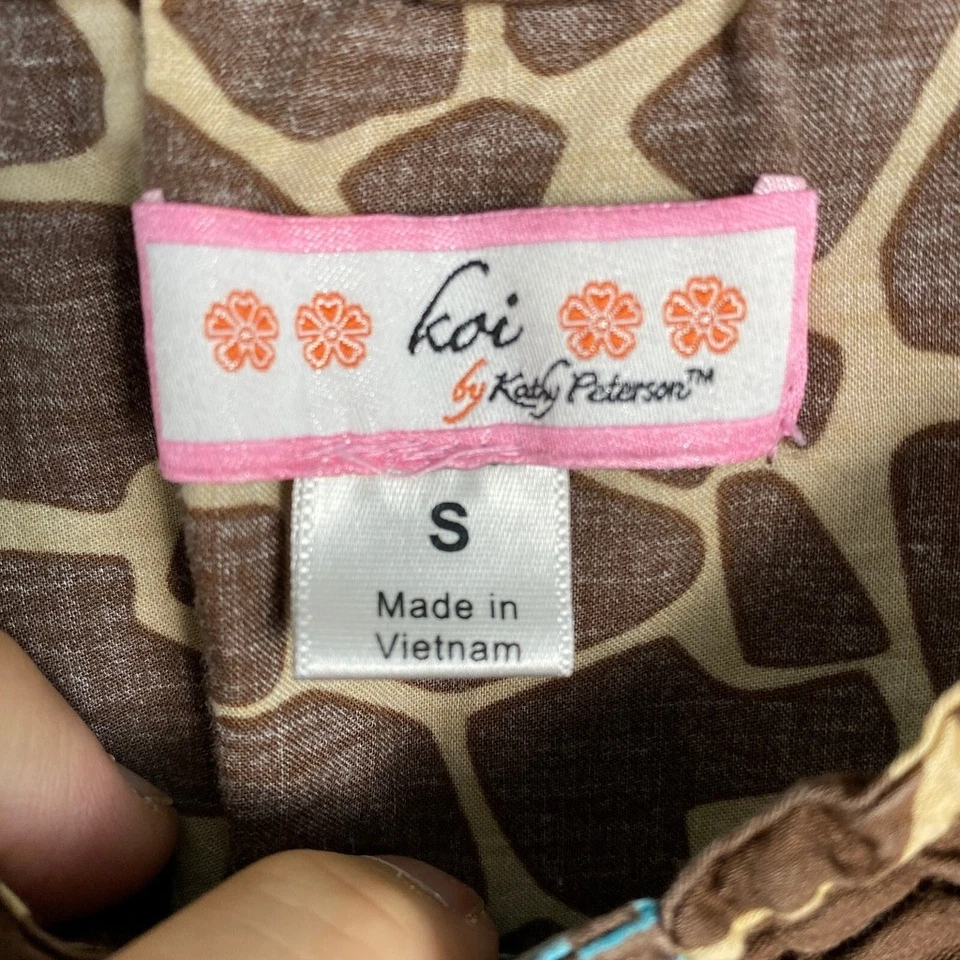 koi
by Kathy Peterson™
S
Made in
Vietnam